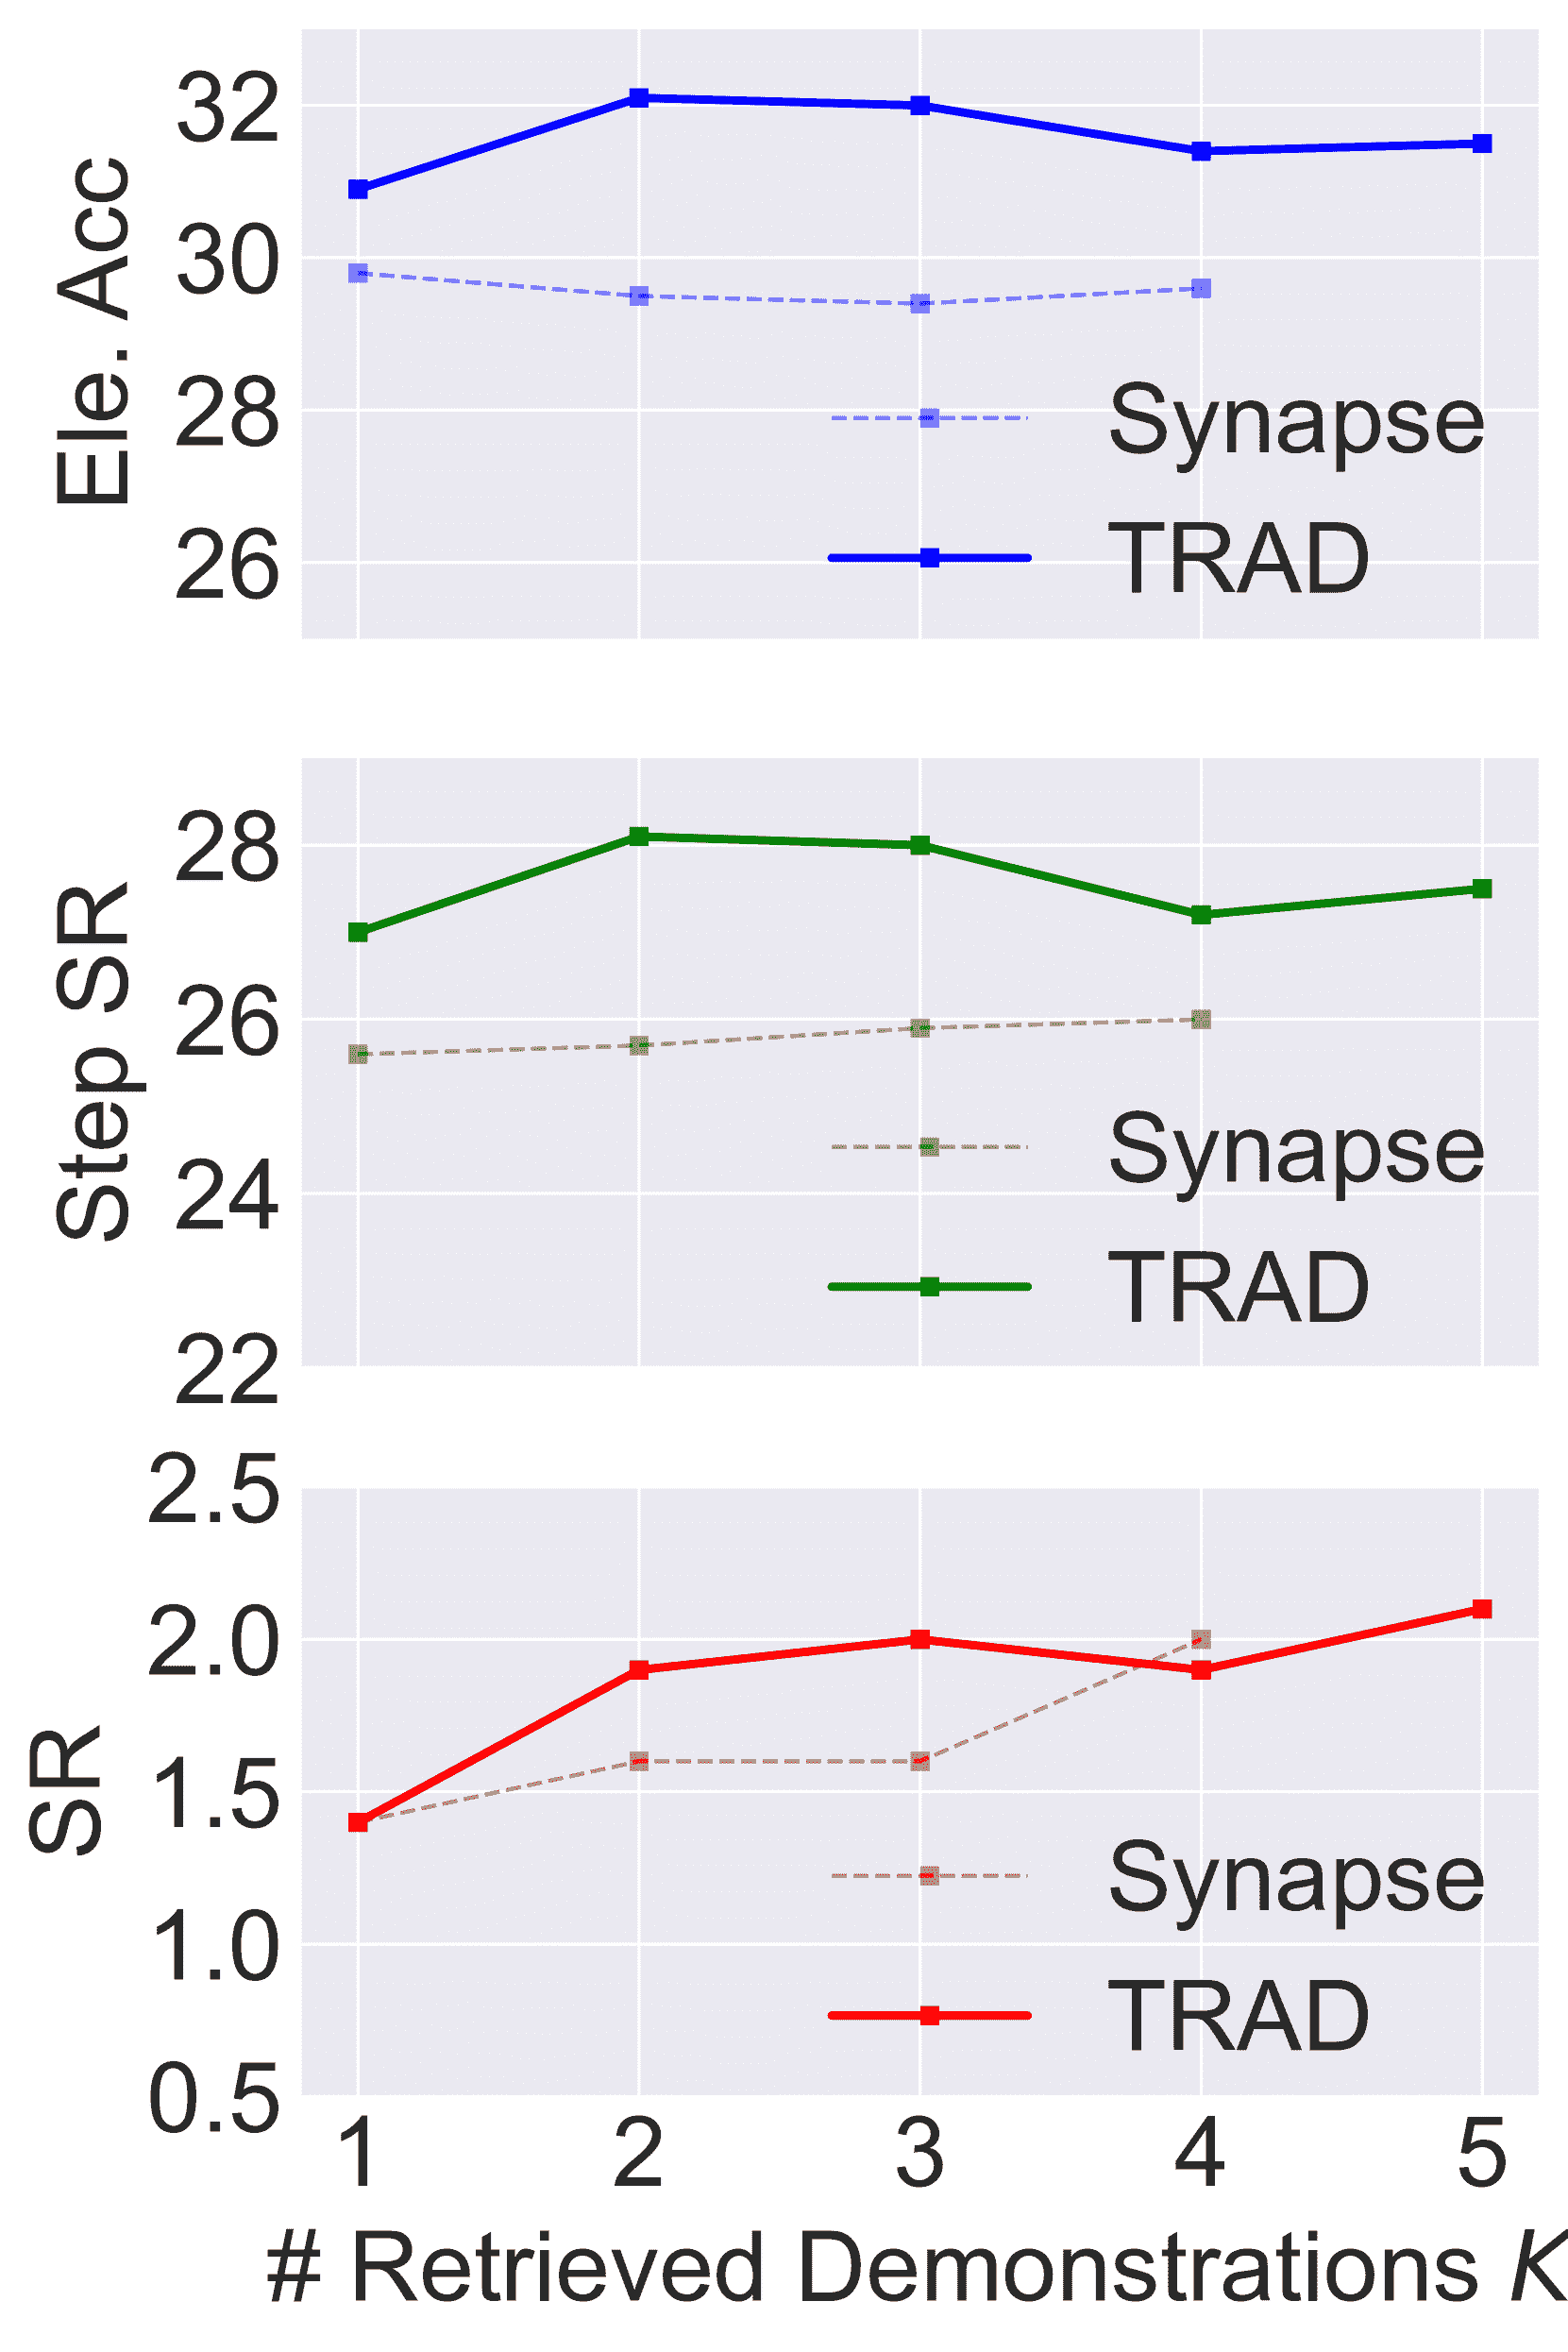 Ele. Acc
32
30
28
26
Synapse
TRAD
Step SR
28
26
24
22
Synapse
TRAD
SR
2.5
2.0
1.5
1.0
0.5
Synapse
TRAD
1 2 3 4 5
# Retrieved Demonstrations K